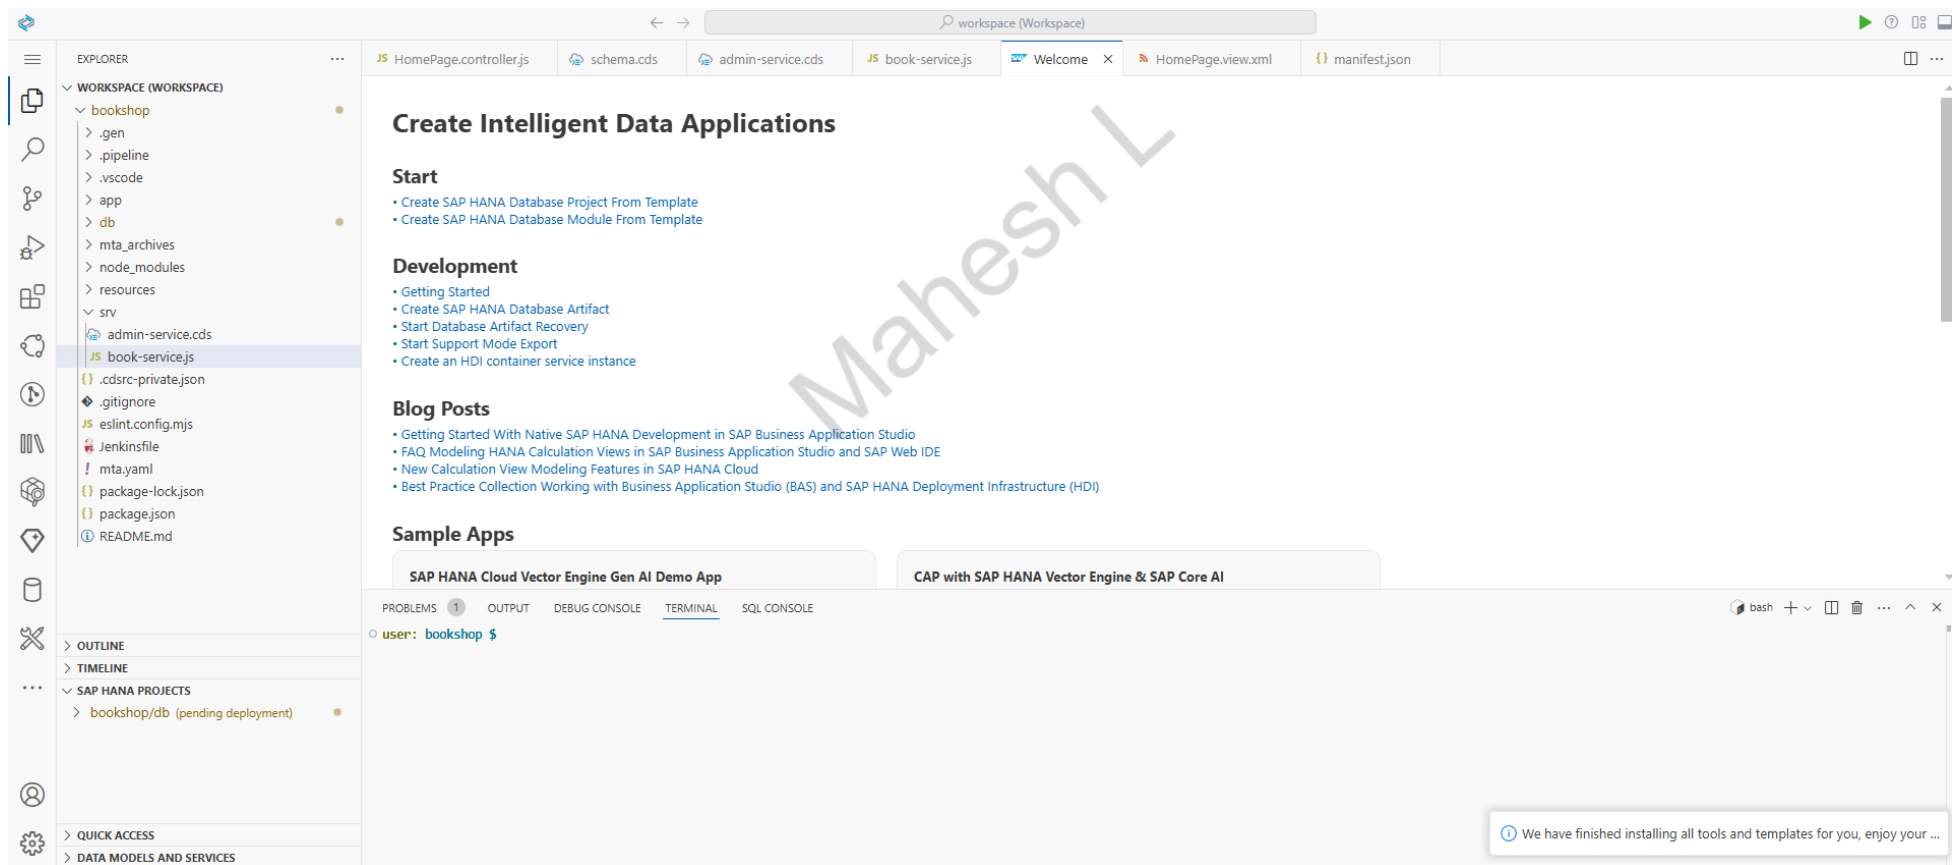 workspace (Workspace)
EXPLORER
WORKSPACE (WORKSPACE)
bookshop
.gen
.pipeline
.vscode
app
db
mta_archives
node_modules
resources
srv
admin-service.cds
JS book-service.js
{} .cdsrc-private.json
.gitignore
JS eslint.config.mjs
Jenkinsfile
! mta.yaml
{} package-lock.json
{} package.json
README.md
OUTLINE
TIMELINE
SAP HANA PROJECTS
bookshop/db (pending deployment)
QUICK ACCESS
DATA MODELS AND SERVICES
JS HomePage.controller.js schema.cds admin-service.cds JS book-service.js SAP Welcome HomePage.view.xml {} manifest.json
Create Intelligent Data Applications
Start
• Create SAP HANA Database Project From Template
• Create SAP HANA Database Module From Template
Development
• Getting Started
• Create SAP HANA Database Artifact
• Start Database Artifact Recovery
• Start Support Mode Export
• Create an HDI container service instance
Blog Posts
• Getting Started With Native SAP HANA Development in SAP Business Application Studio
• FAQ Modeling HANA Calculation Views in SAP Business Application Studio and SAP Web IDE
• New Calculation View Modeling Features in SAP HANA Cloud
• Best Practice Collection Working with Business Application Studio (BAS) and SAP HANA Deployment Infrastructure (HDI)
Sample Apps
SAP HANA Cloud Vector Engine Gen AI Demo App
CAP with SAP HANA Vector Engine & SAP Core AI
Mahesh L
PROBLEMS 1 OUTPUT DEBUG CONSOLE TERMINAL SQL CONSOLE
bash
user: bookshop $
We have finished installing all tools and templates for you, enjoy your ...